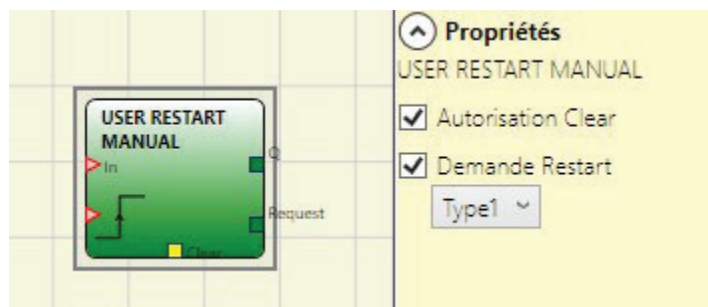 USER RESTART
MANUAL
In
Q
Request
Clear
Propriétés
USER RESTART MANUAL
Autorisation Clear
Demande Restart
Type1